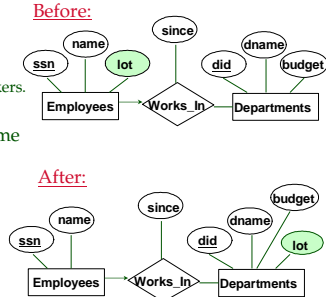 Before:
since
name
dname
ssn
lot
did
budget
kers.
Employees
Works_In
Departments
me
After:
budget
since
name
dname
ssn
did
lot
Employees
Works_In
Departments